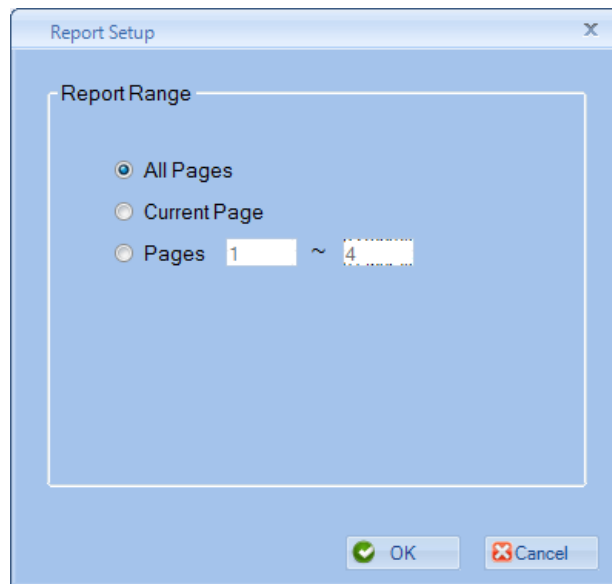 Report Setup
Report Range
All Pages
Current Page
Pages 1 ~ 4
OK Cancel